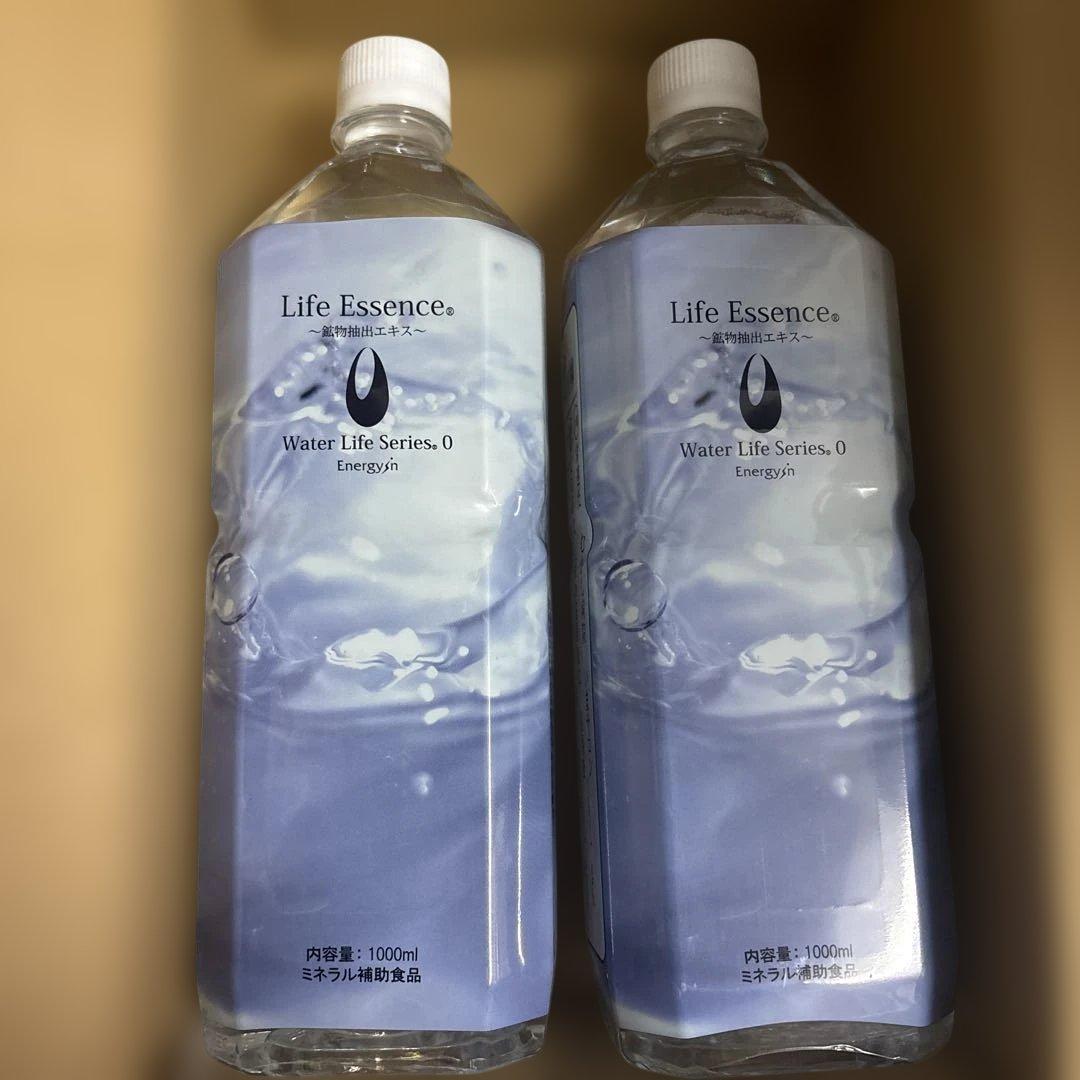 Life Essence®
～鉱物抽出エキス～
Water Life Series® 0
Energysin
内容量：1000ml
ミネラル補助食品
Life Essence®
～鉱物抽出エキス～
Water Life Series® 0
Energysin
内容量：1000ml
ミネラル補助食品